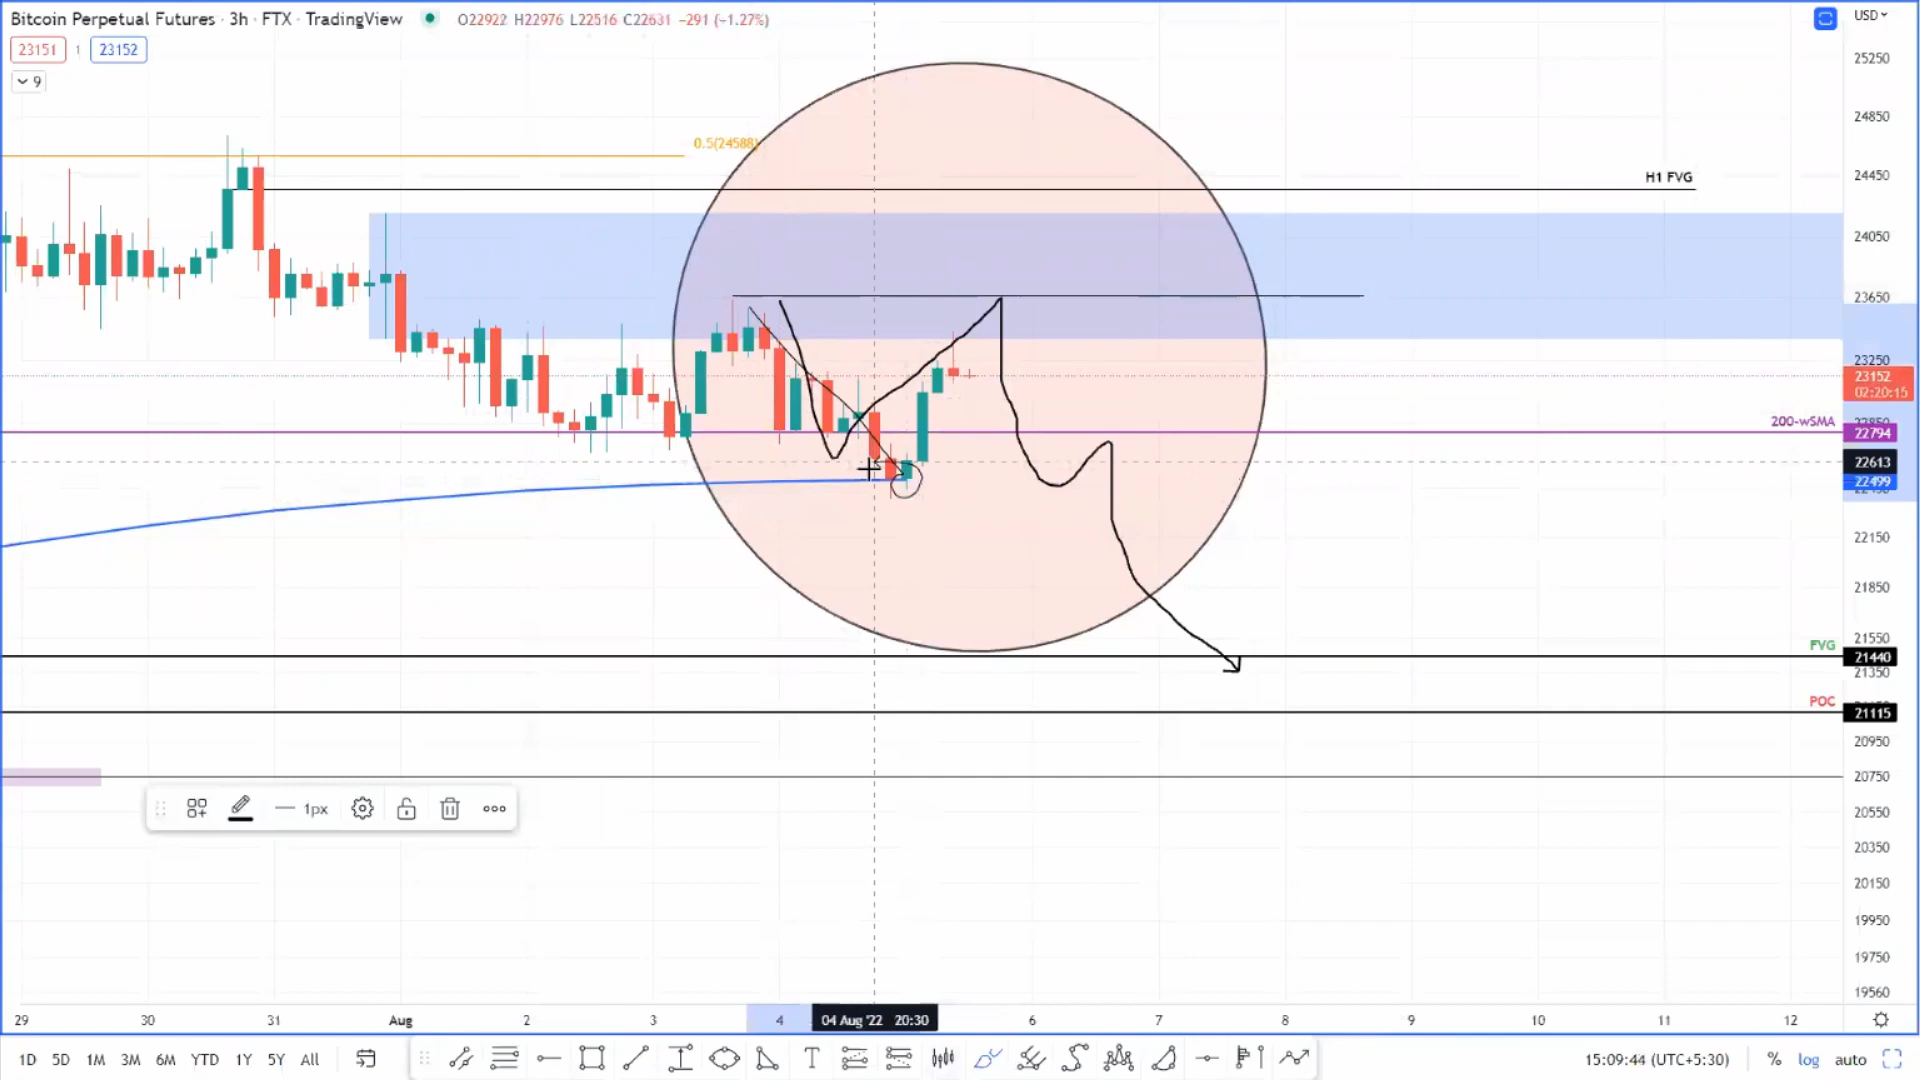 Bitcoin Perpetual Futures · 3h · FTX · TradingView O22922 H22976 L22516 C22631 −291 (−1.27%)
USD
23151 1 23152
9
25250
24850
0.5(24588)
H1 FVG
24450
24050
23650
23250
23152
02:20:15
200-wSMA
22794
22613
22499
22150
21850
21550
FVG
21440
21350
POC
21115
20950
20750
1px
20550
20350
20150
19950
19750
19560
29 30 31 Aug 2 3 4 04 Aug '22 20:30 6 7 8 9 10 11 12
1D 5D 1M 3M 6M YTD 1Y 5Y All T 15:09:44 (UTC+5:30) % log auto